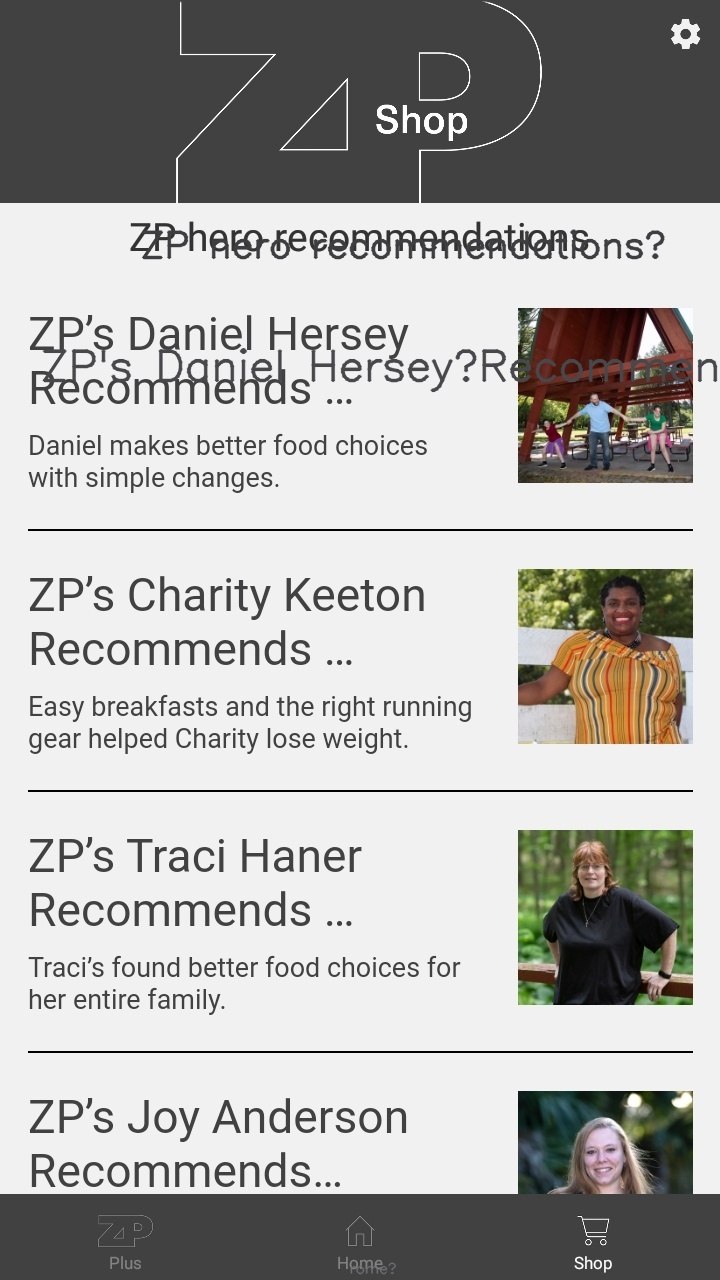 ZP
Shop
ZP hero recommendations
ZP hero recommendations?
ZP's Daniel Hersey?Recommen
ZP’s Daniel Hersey
Recommends ...
Daniel makes better food choices
with simple changes.
ZP’s Charity Keeton
Recommends ...
Easy breakfasts and the right running
gear helped Charity lose weight.
ZP’s Traci Haner
Recommends ...
Traci’s found better food choices for
her entire family.
ZP’s Joy Anderson
Recommends...
ZP
Plus
Home
Shop